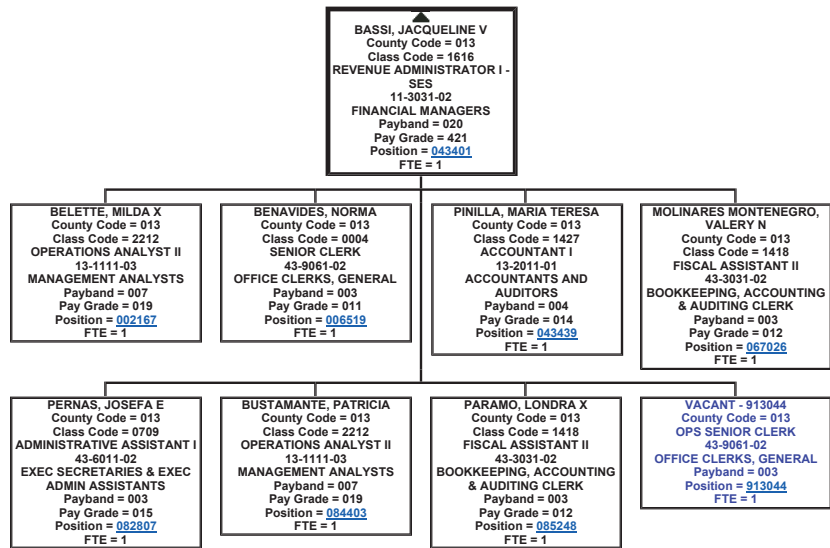 BASSI, JACQUELINE V
County Code = 013
Class Code = 1616
REVENUE ADMINISTRATOR I -
SES
11-3031-02
FINANCIAL MANAGERS
Payband = 020
Pay Grade = 421
Position = 043401
FTE = 1
BELETTE, MILDA X
County Code = 013
Class Code = 2212
OPERATIONS ANALYST II
13-1111-03
MANAGEMENT ANALYSTS
Payband = 007
Pay Grade = 019
Position = 002167
FTE = 1
BENAVIDES, NORMA
County Code = 013
Class Code = 0004
SENIOR CLERK
43-9061-02
OFFICE CLERKS, GENERAL
Payband = 003
Pay Grade = 011
Position = 006519
FTE = 1
PINILLA, MARIA TERESA
County Code = 013
Class Code = 1427
ACCOUNTANT I
13-2011-01
ACCOUNTANTS AND
AUDITORS
Payband = 004
Pay Grade = 014
Position = 043439
FTE = 1
MOLINARES MONTENEGRO,
VALERY N
County Code = 013
Class Code = 1418
FISCAL ASSISTANT II
43-3031-02
BOOKKEEPING, ACCOUNTING
& AUDITING CLERK
Payband = 003
Pay Grade = 012
Position = 067026
FTE = 1
PERNAS, JOSEFA E
County Code = 013
Class Code = 0709
ADMINISTRATIVE ASSISTANT I
43-6011-02
EXEC SECRETARIES & EXEC
ADMIN ASSISTANTS
Payband = 003
Pay Grade = 015
Position = 082807
FTE = 1
BUSTAMANTE, PATRICIA
County Code = 013
Class Code = 2212
OPERATIONS ANALYST II
13-1111-03
MANAGEMENT ANALYSTS
Payband = 007
Pay Grade = 019
Position = 084403
FTE = 1
PARAMO, LONDRA X
County Code = 013
Class Code = 1418
FISCAL ASSISTANT II
43-3031-02
BOOKKEEPING, ACCOUNTING
& AUDITING CLERK
Payband = 003
Pay Grade = 012
Position = 085248
FTE = 1
VACANT - 913044
County Code = 013
OPS SENIOR CLERK
43-9061-02
OFFICE CLERKS, GENERAL
Payband = 003
Position = 913044
FTE = 1